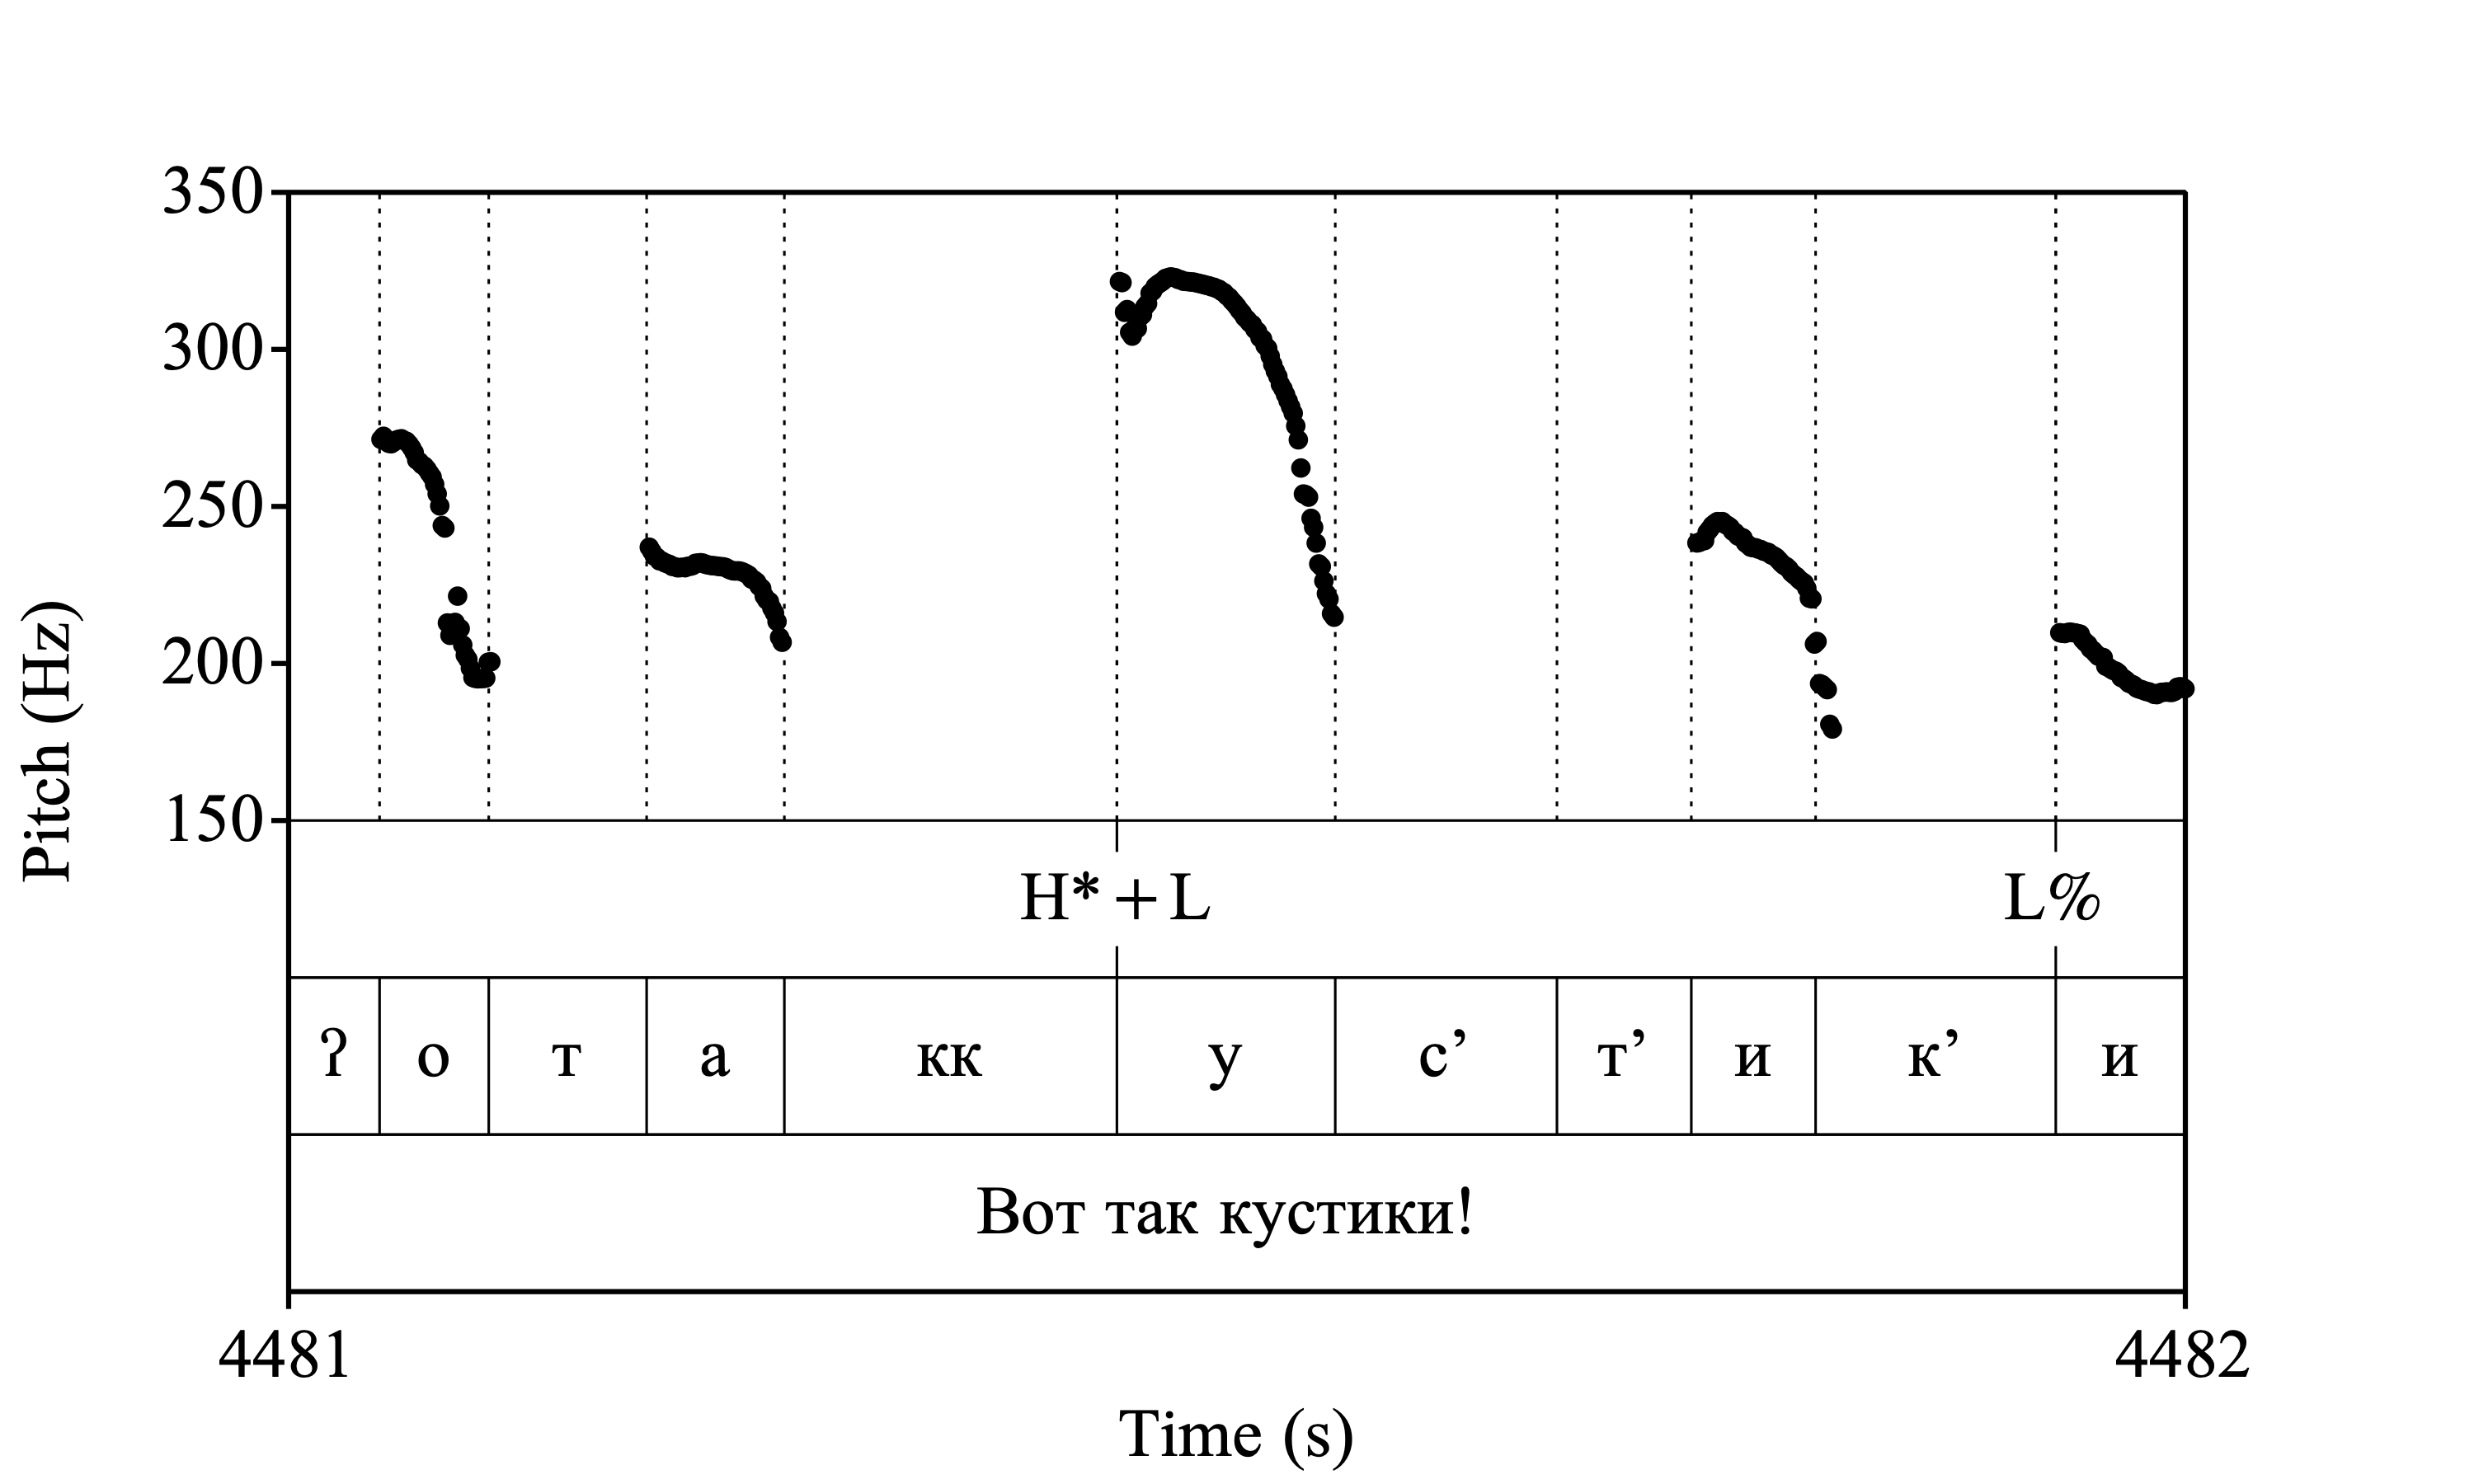 350
300
250
200
150
Pitch (Hz)
H*+L L%
ʔ о т а кк у с’ т’ и к’ и
Вот так кустики!
4481 4482
Time (s)